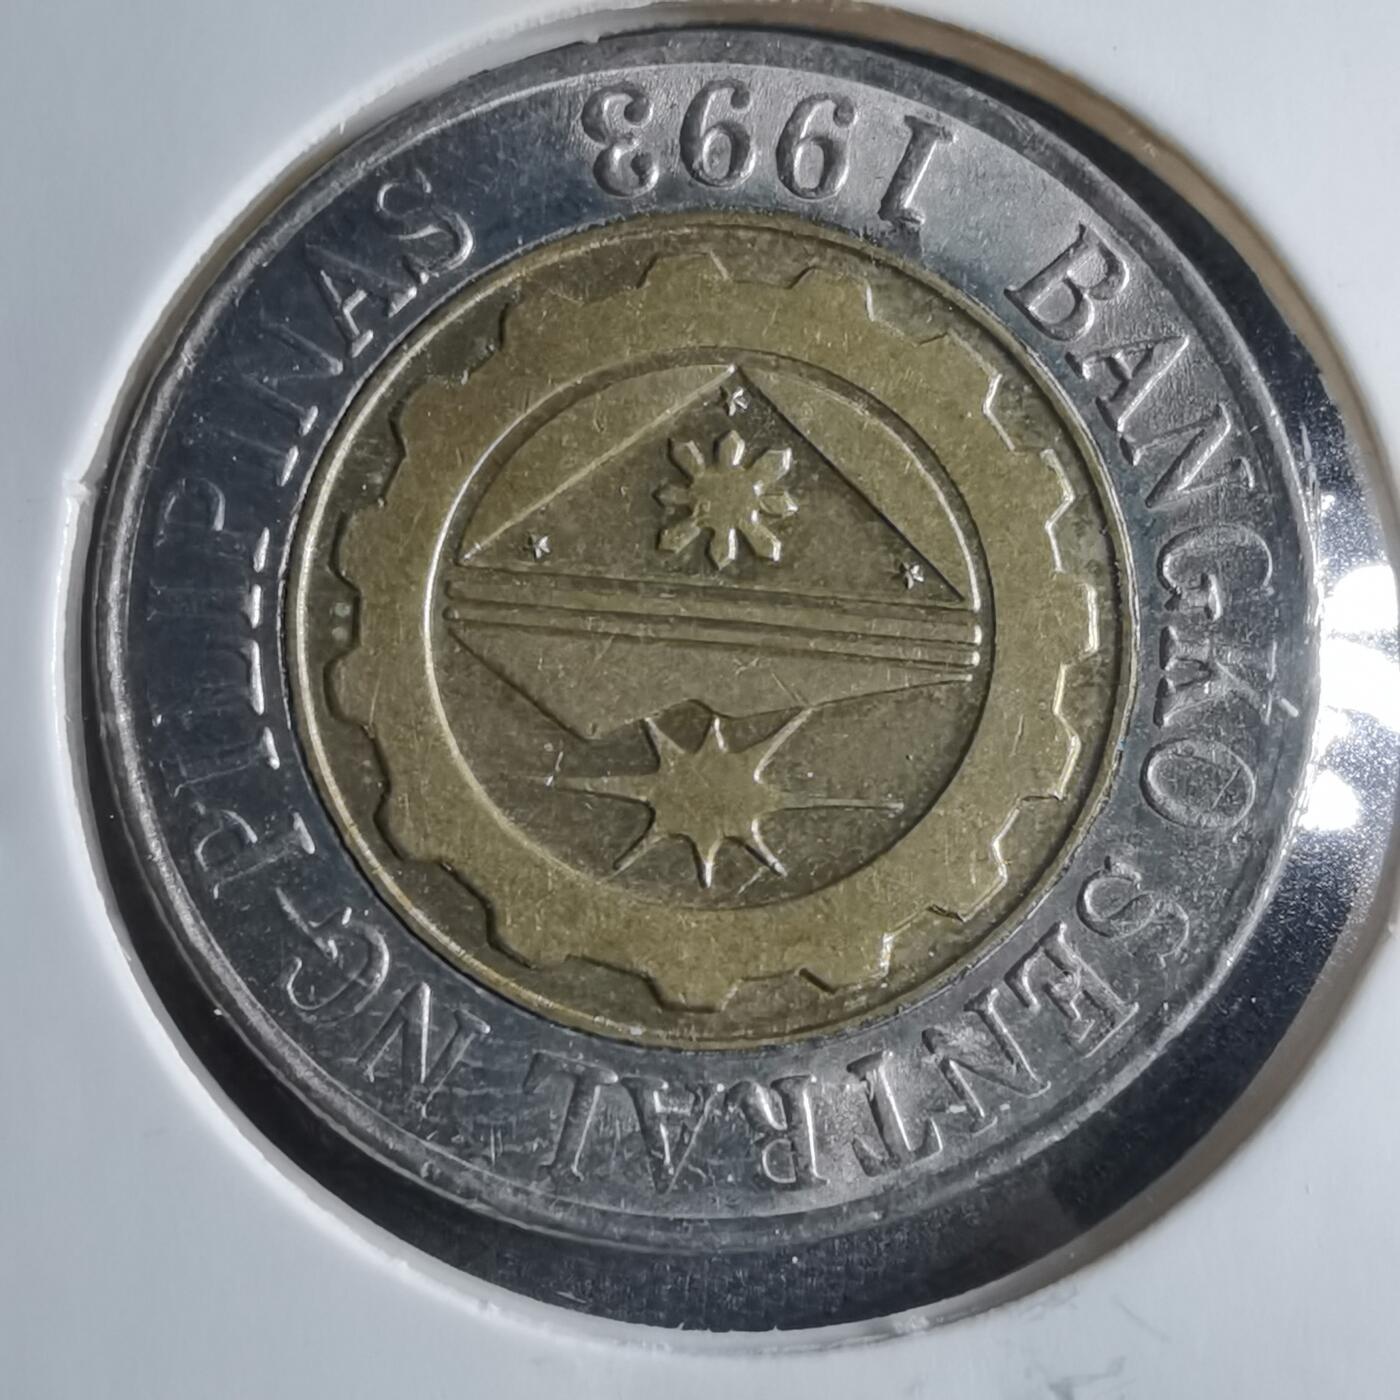 BANGKO SENTRAL NG PILIPINAS
1993